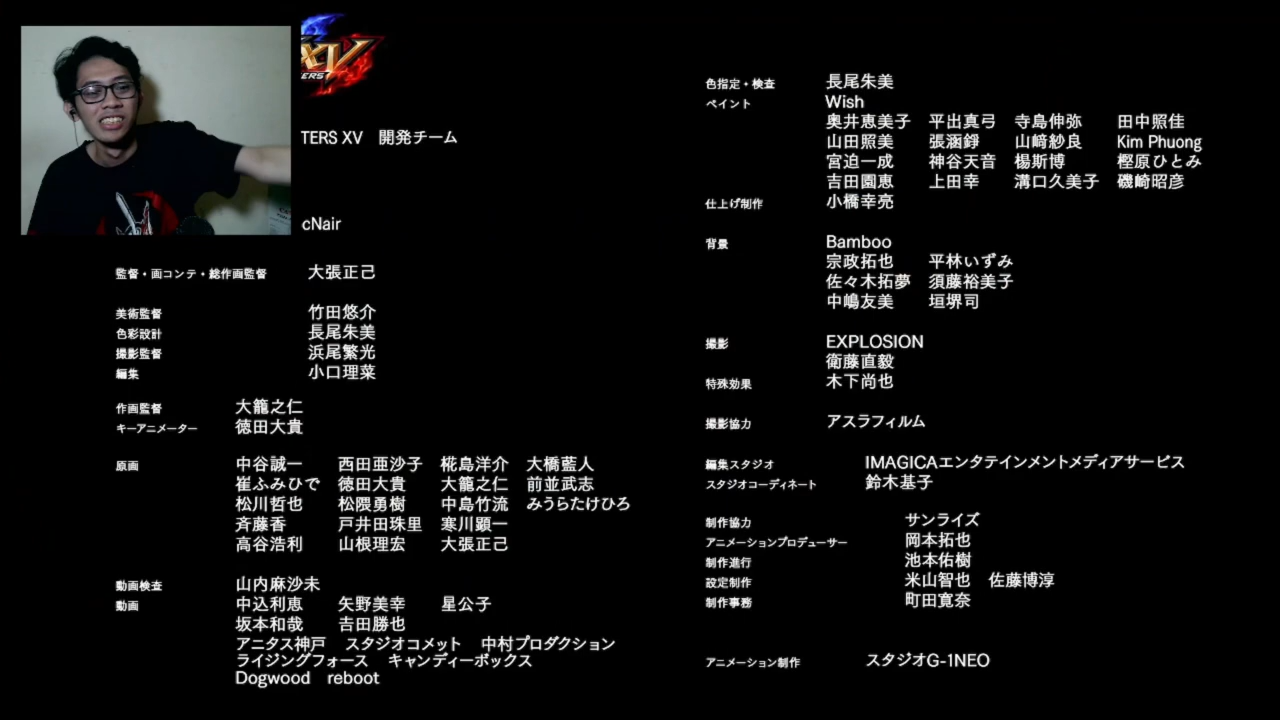 XV
ERS
TERS XV 開発チーム
cNair
監督・画コンテ・総作画監督 大張正己
美術監督 竹田悠介
色彩設計 長尾朱美
撮影監督 浜尾繁光
編集 小口理菜
作画監督 大籠之仁
キーアニメーター 徳田大貴
原画 中谷誠一 西田亜沙子 椛島洋介 大橋藍人
崔ふみひで 徳田大貴 大籠之仁 前並武志
松川哲也 松隈勇樹 中島竹流 みうらたけひろ
斉藤香 戸井田珠里 寒川顕一
高谷浩利 山根理宏 大張正己
動画検査 山内麻沙未
動画 中込利恵 矢野美幸 星公子
坂本和哉 𠮷田勝也
アニタス神戸 スタジオコメット 中村プロダクション
ライジングフォース キャンディーボックス
Dogwood reboot
色指定・検査 長尾朱美
ペイント Wish
奥井恵美子 平出真弓 寺島伸弥 田中照佳
山田照美 張涵錚 山﨑紗良 Kim Phuong
宮迫一成 神谷天音 楊斯博 樫原ひとみ
吉田園恵 上田幸 溝口久美子 磯崎昭彦
仕上げ制作 小橋幸亮
背景 Bamboo
宗政拓也 平林いずみ
佐々木拓夢 須藤裕美子
中嶋友美 垣堺司
撮影 EXPLOSION
衛藤直毅
特殊効果 木下尚也
撮影協力 アスラフィルム
編集スタジオ IMAGICAエンタテインメントメディアサービス
スタジオコーディネート 鈴木基子
制作協力 サンライズ
アニメーションプロデューサー 岡本拓也
制作進行 池本佑樹
設定制作 米山智也 佐藤博淳
制作事務 町田寛奈
アニメーション制作 スタジオG-1NEO